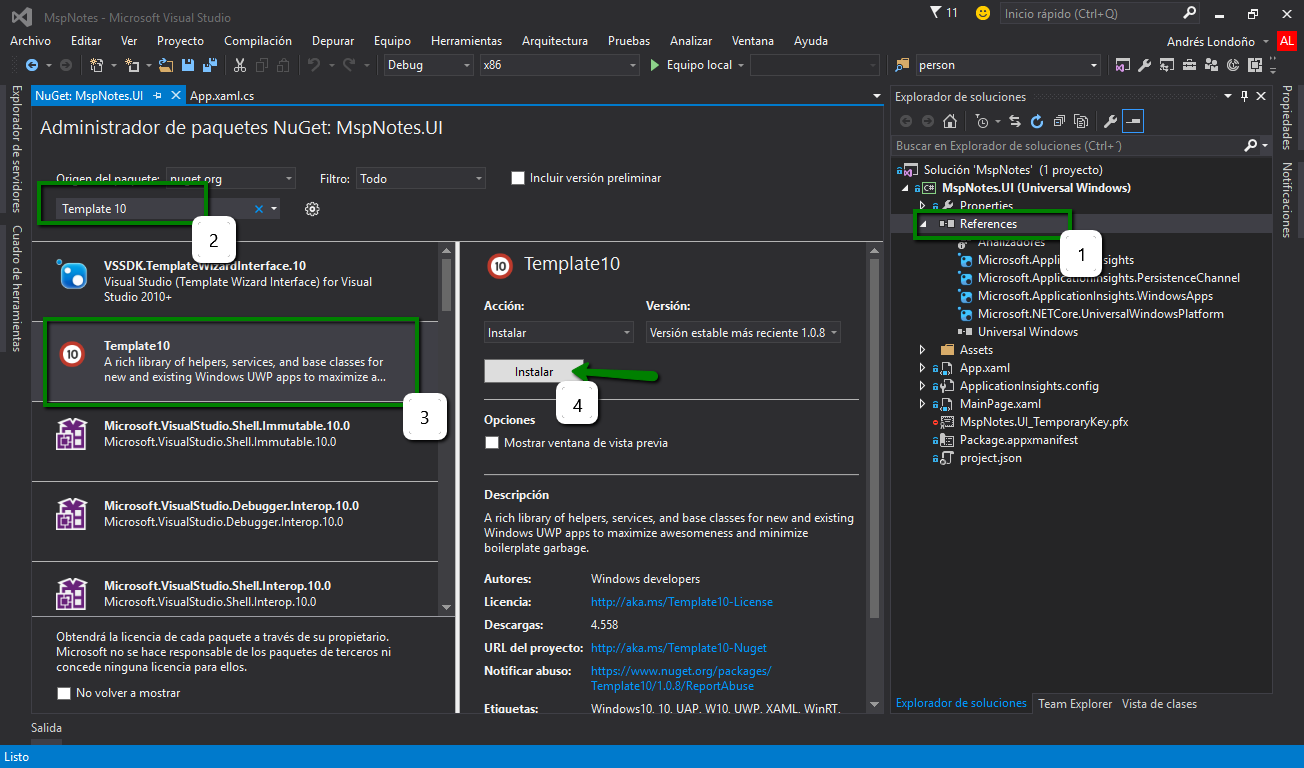 MspNotes - Microsoft Visual Studio
11
Inicio rápido (Ctrl+Q)
Archivo Editar Ver Proyecto Compilación Depurar Equipo Herramientas Arquitectura Pruebas Analizar Ventana Ayuda
Andrés Londoño AL
Debug x86 Equipo local person
Explorador de servidores
Cuadro de herramientas
NuGet: MspNotes.UI App.xaml.cs
Administrador de paquetes NuGet: MspNotes.UI
Origen del paquete: nuget.org Filtro: Todo Incluir versión preliminar
Template 10
2
VSSDK.TemplateWizardInterface.10
Visual Studio (Template Wizard Interface) for Visual
Studio 2010+
Template10
A rich library of helpers, services, and base classes for
new and existing Windows UWP apps to maximize a...
3
Microsoft.VisualStudio.Shell.Immutable.10.0
Microsoft.VisualStudio.Shell.Immutable.10.0
Microsoft.VisualStudio.Debugger.Interop.10.0
Microsoft.VisualStudio.Debugger.Interop.10.0
Microsoft.VisualStudio.Shell.Interop.10.0
Microsoft.VisualStudio.Shell.Interop.10.0
Obtendrá la licencia de cada paquete a través de su propietario.
Microsoft no se hace responsable de los paquetes de terceros ni
concede ninguna licencia para ellos.
No volver a mostrar
10
10 Template10
Acción: Versión:
Instalar Versión estable más reciente 1.0.8
Instalar
4
Opciones
Mostrar ventana de vista previa
Descripción
A rich library of helpers, services, and base classes for new and existing
Windows UWP apps to maximize awesomeness and minimize
boilerplate garbage.
Autores: Windows developers
Licencia: http://aka.ms/Template10-License
Descargas: 4.558
URL del proyecto: http://aka.ms/Template10-Nuget
Notificar abuso: https://www.nuget.org/packages/
Template10/1.0.8/ReportAbuse
Etiquetas: Windows10, 10, UAP, W10, UWP, XAML, WinRT,
Explorador de soluciones
Buscar en Explorador de soluciones (Ctrl+´)
Solución 'MspNotes' (1 proyecto)
C# MspNotes.UI (Universal Windows)
Properties
References
1
Analizadores
Microsoft.ApplicationInsights
Microsoft.ApplicationInsights.PersistenceChannel
Microsoft.ApplicationInsights.WindowsApps
Microsoft.NETCore.UniversalWindowsPlatform
Universal Windows
Assets
App.xaml
ApplicationInsights.config
MainPage.xaml
MspNotes.UI_TemporaryKey.pfx
Package.appxmanifest
project.json
Explorador de soluciones Team Explorer Vista de clases
Propiedades
Notificaciones
Salida
Listo